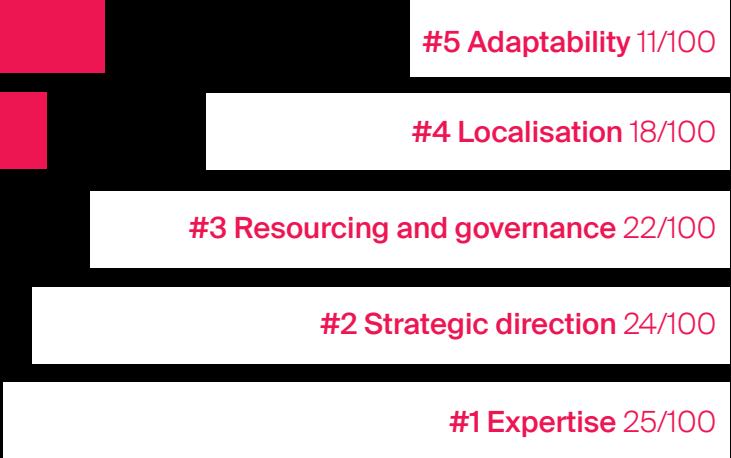 #5 Adaptability 11/100
#4 Localisation 18/100
#3 Resourcing and governance 22/100
#2 Strategic direction 24/100
#1 Expertise 25/100